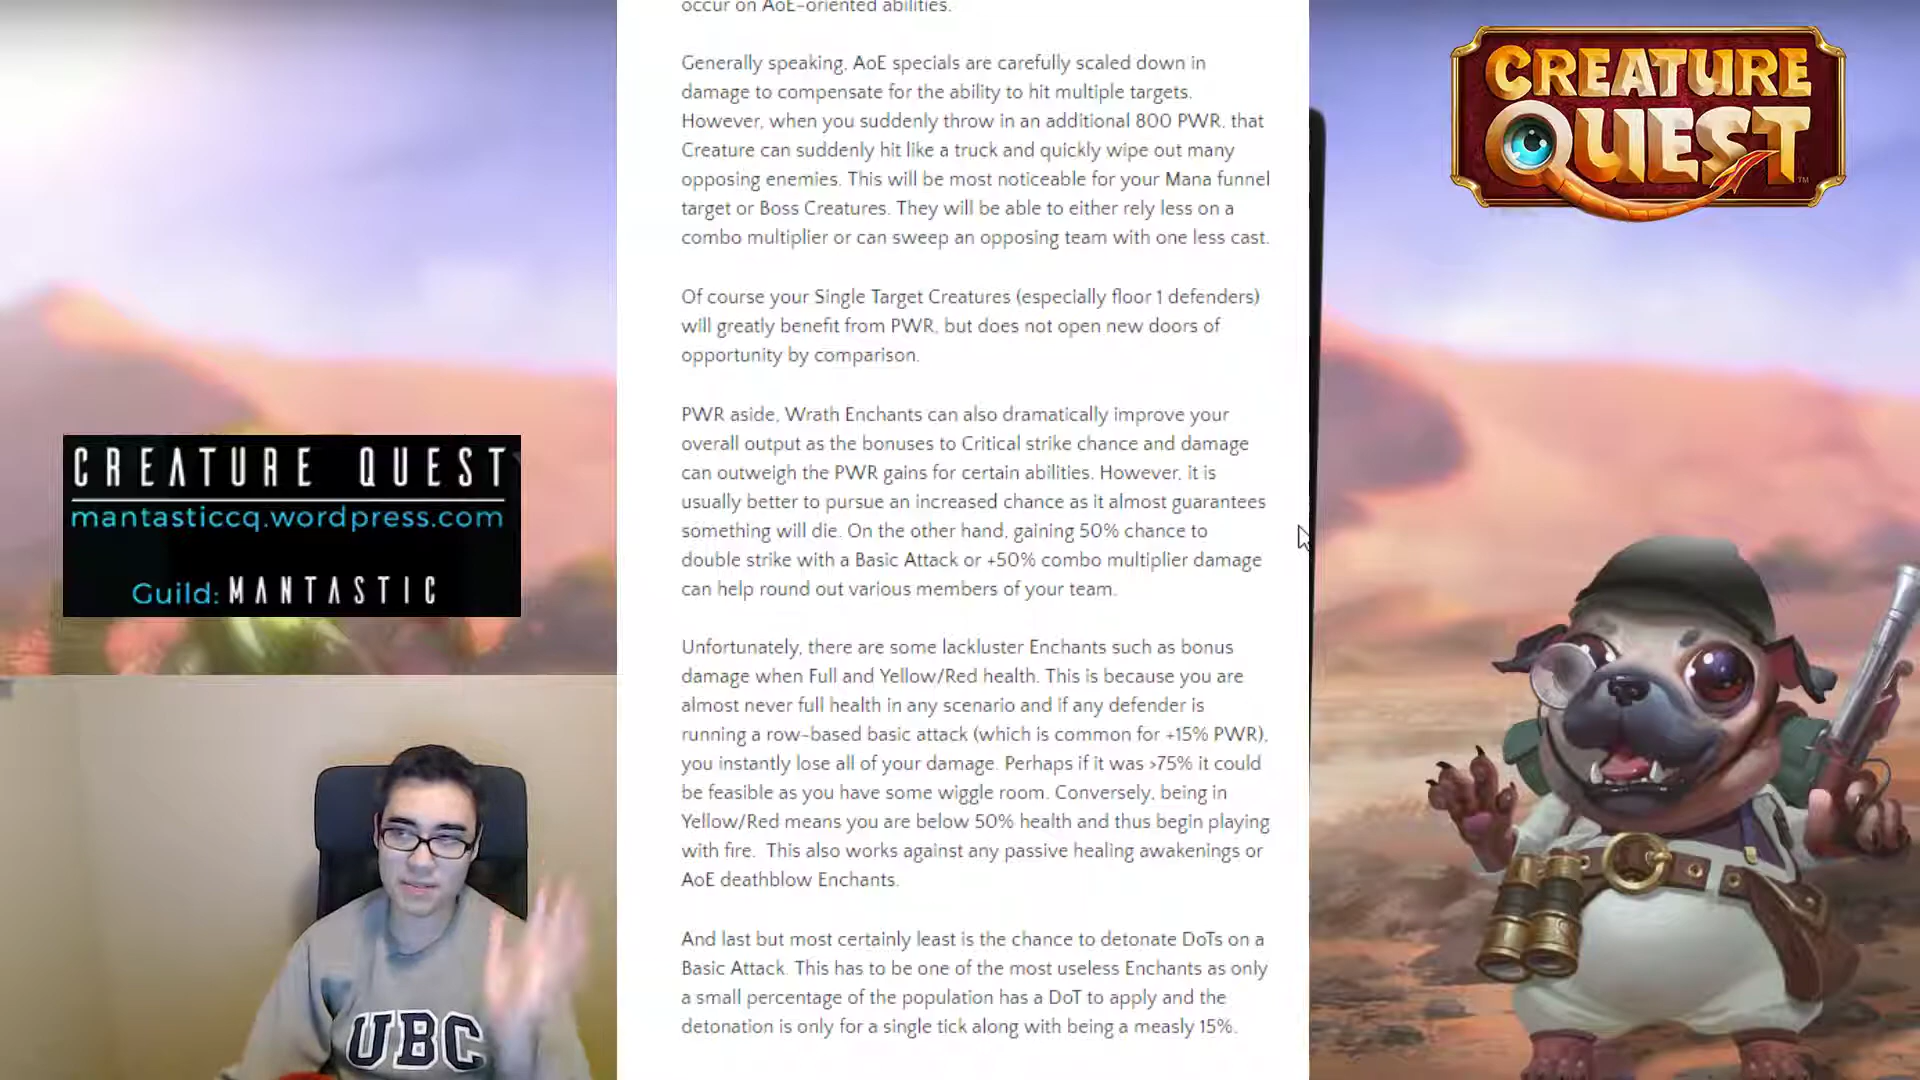 occur on AoE-oriented abilities.
Generally speaking, AoE specials are carefully scaled down in
damage to compensate for the ability to hit multiple targets.
However, when you suddenly throw in an additional 800 PWR, that
Creature can suddenly hit like a truck and quickly wipe out many
opposing enemies. This will be most noticeable for your Mana funnel
target or Boss Creatures. They will be able to either rely less on a
combo multiplier or can sweep an opposing team with one less cast.
Of course your Single Target Creatures (especially floor 1 defenders)
will greatly benefit from PWR, but does not open new doors of
opportunity by comparison.
PWR aside, Wrath Enchants can also dramatically improve your
overall output as the bonuses to Critical strike chance and damage
can outweigh the PWR gains for certain abilities. However, it is
usually better to pursue an increased chance as it almost guarantees
something will die. On the other hand, gaining 50% chance to
double strike with a Basic Attack or +50% combo multiplier damage
can help round out various members of your team.
Unfortunately, there are some lackluster Enchants such as bonus
damage when Full and Yellow/Red health. This is because you are
almost never full health in any scenario and if any defender is
running a row-based basic attack (which is common for +15% PWR),
you instantly lose all of your damage. Perhaps if it was >75% it could
be feasible as you have some wiggle room. Conversely, being in
Yellow/Red means you are below 50% health and thus begin playing
with fire. This also works against any passive healing awakenings or
AoE deathblow Enchants.
And last but most certainly least is the chance to detonate DoTs on a
Basic Attack. This has to be one of the most useless Enchants as only
a small percentage of the population has a DoT to apply and the
detonation is only for a single tick along with being a measly 15%.
CREATURE
QUEST
TM
CREATURE QUEST
mantasticcq.wordpress.com
Guild: MANTASTIC
UBC